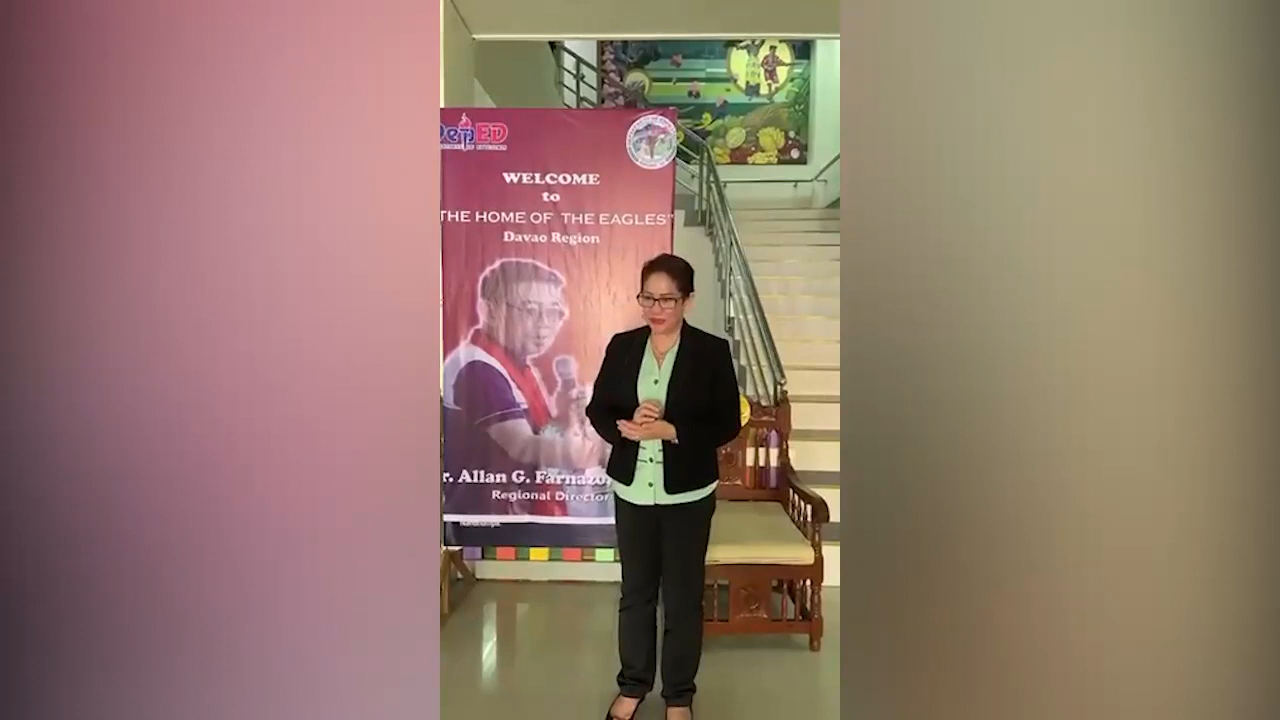 DepED
WELCOME
to
THE HOME OF THE EAGLES"
Davao Region
r. Allan G. Farnazo
Regional Director